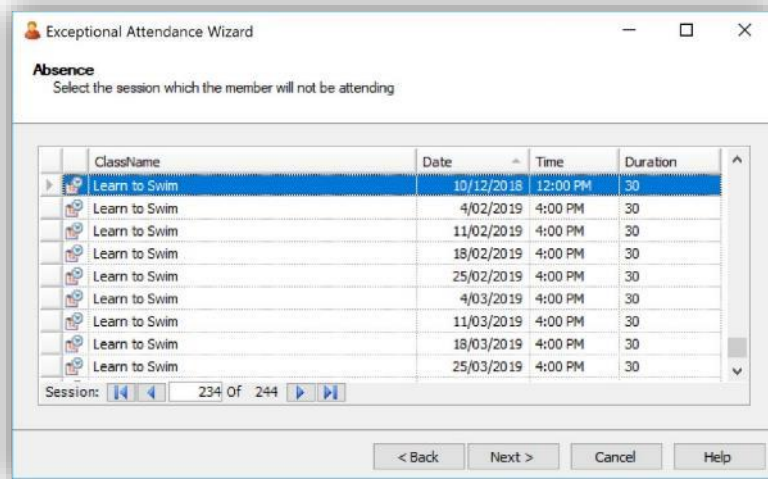 Exceptional Attendance Wizard
Absence
Select the session which the member will not be attending
ClassName Date Time Duration
Learn to Swim 10/12/2018 12:00 PM 30
Learn to Swim 4/02/2019 4:00 PM 30
Learn to Swim 11/02/2019 4:00 PM 30
Learn to Swim 18/02/2019 4:00 PM 30
Learn to Swim 25/02/2019 4:00 PM 30
Learn to Swim 4/03/2019 4:00 PM 30
Learn to Swim 11/03/2019 4:00 PM 30
Learn to Swim 18/03/2019 4:00 PM 30
Learn to Swim 25/03/2019 4:00 PM 30
Session: 234 Of 244
< Back Next > Cancel Help